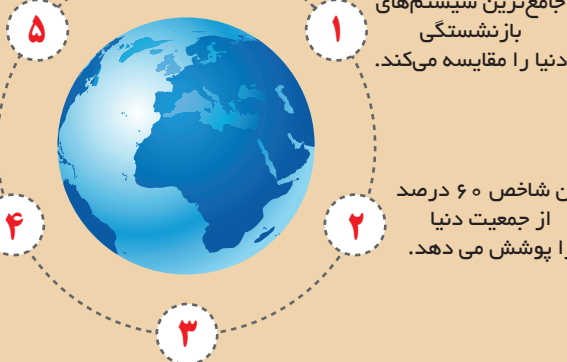 ۱
جامع‌ترین سیستم‌های
بازنشستگی
دنیا را مقایسه می‌کند.
۲
شاخص ۶۰ درصد
از جمعیت دنیا
را پوشش می دهد.
۳
۴
۵